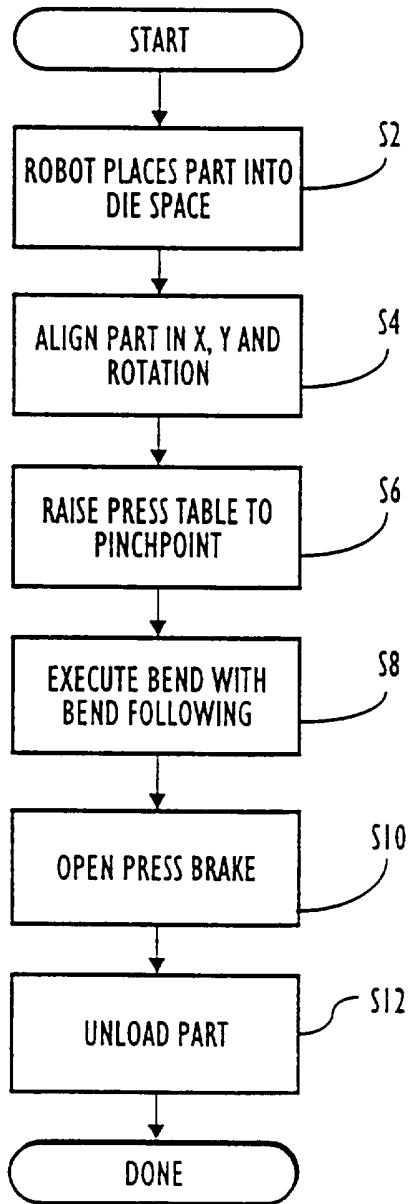 START
S2
ROBOT PLACES PART INTO
DIE SPACE
S4
ALIGN PART IN X, Y AND
ROTATION
S6
RAISE PRESS TABLE TO
PINCHPOINT
S8
EXECUTE BEND WITH
BEND FOLLOWING
S10
OPEN PRESS BRAKE
S12
UNLOAD PART
DONE